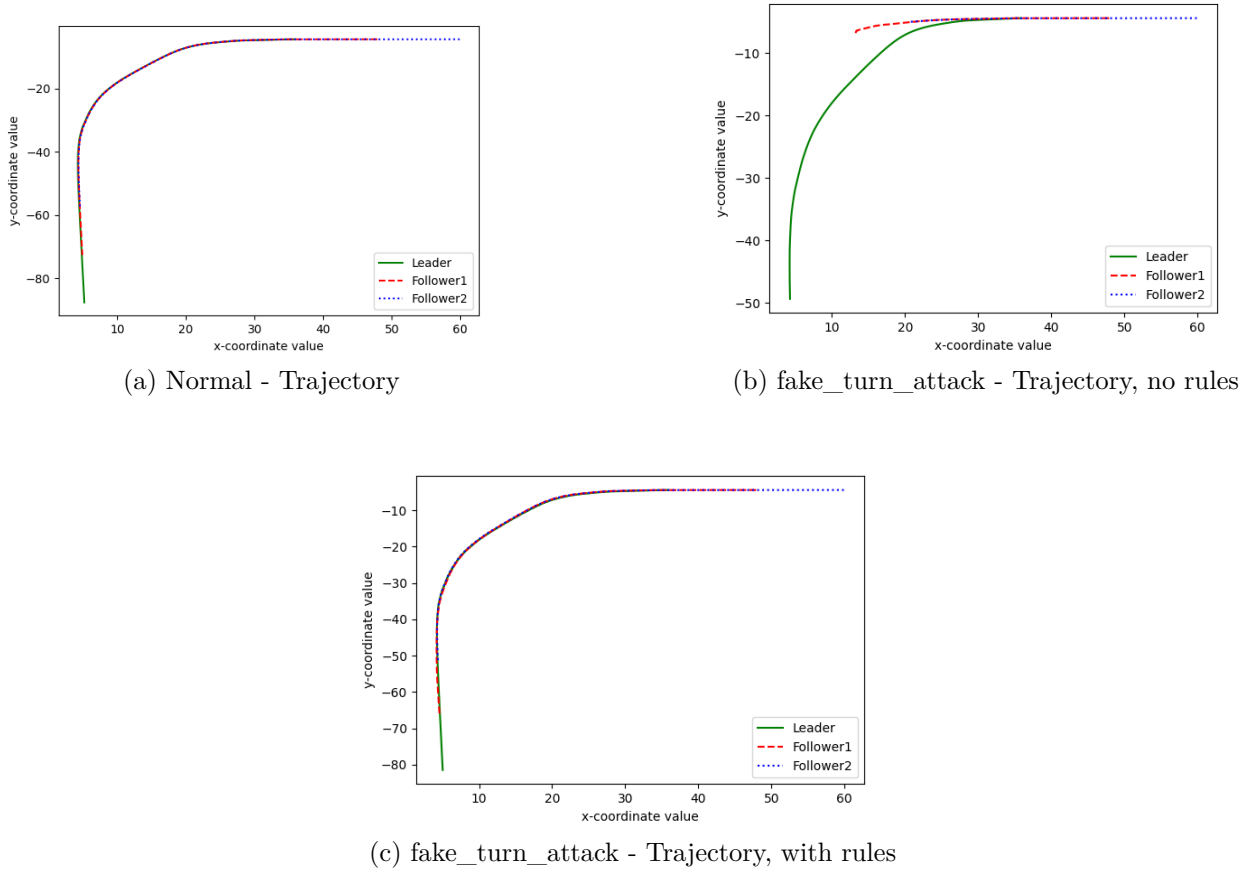 −20
−40
−60
−80
y-coordinate value
10
20
30
40
50
60
x-coordinate value
Leader
Follower1
Follower2
(a) Normal - Trajectory
−10
−20
−30
−40
−50
y-coordinate value
10
20
30
40
50
60
x-coordinate value
Leader
Follower1
Follower2
(b) fake_turn_attack - Trajectory, no rules
−10
−20
−30
−40
−50
−60
−70
−80
y-coordinate value
10
20
30
40
50
60
x-coordinate value
Leader
Follower1
Follower2
(c) fake_turn_attack - Trajectory, with rules